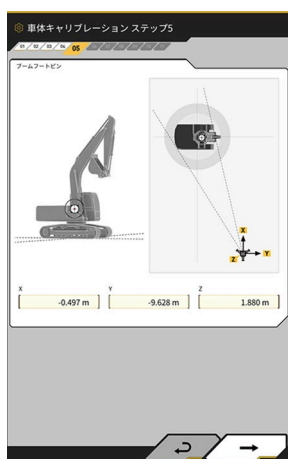 車体キャリブレーション ステップ5
01 / 02 / 03 / 04 / 05
ブームフートピン
X
Y
Z
X Y Z
[ -0.497 m ] [ -9.628 m ] [ 1.880 m ]